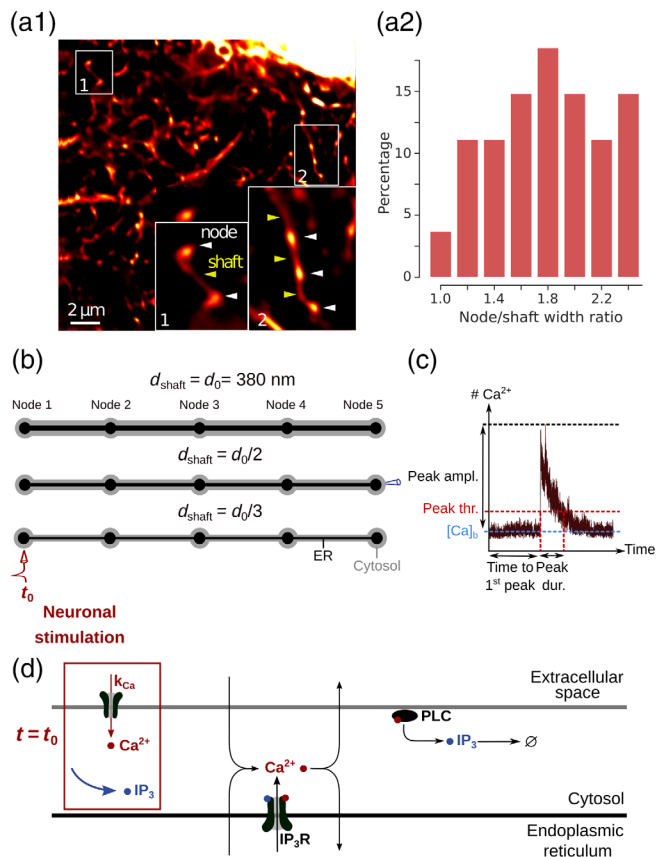 (a1)
1
2
node
shaft
2 µm
1
2
(a2)
Percentage
15
10
5
0
1.0 1.4 1.8 2.2
Node/shaft width ratio
(b)
d_shaft = d_0 = 380 nm
Node 1 Node 2 Node 3 Node 4 Node 5
d_shaft = d_0/2
d_shaft = d_0/3
ER
Cytosol
t_0
Neuronal
stimulation
(c)
# Ca²⁺
Peak ampl.
Peak thr.
[Ca]_b
Time
Time to
1ˢᵗ peak
Peak
dur.
(d)
k_Ca
t = t_0
Ca²⁺
IP₃
Ca²⁺
IP₃R
PLC
IP₃
∅
Extracellular
space
Cytosol
Endoplasmic
reticulum